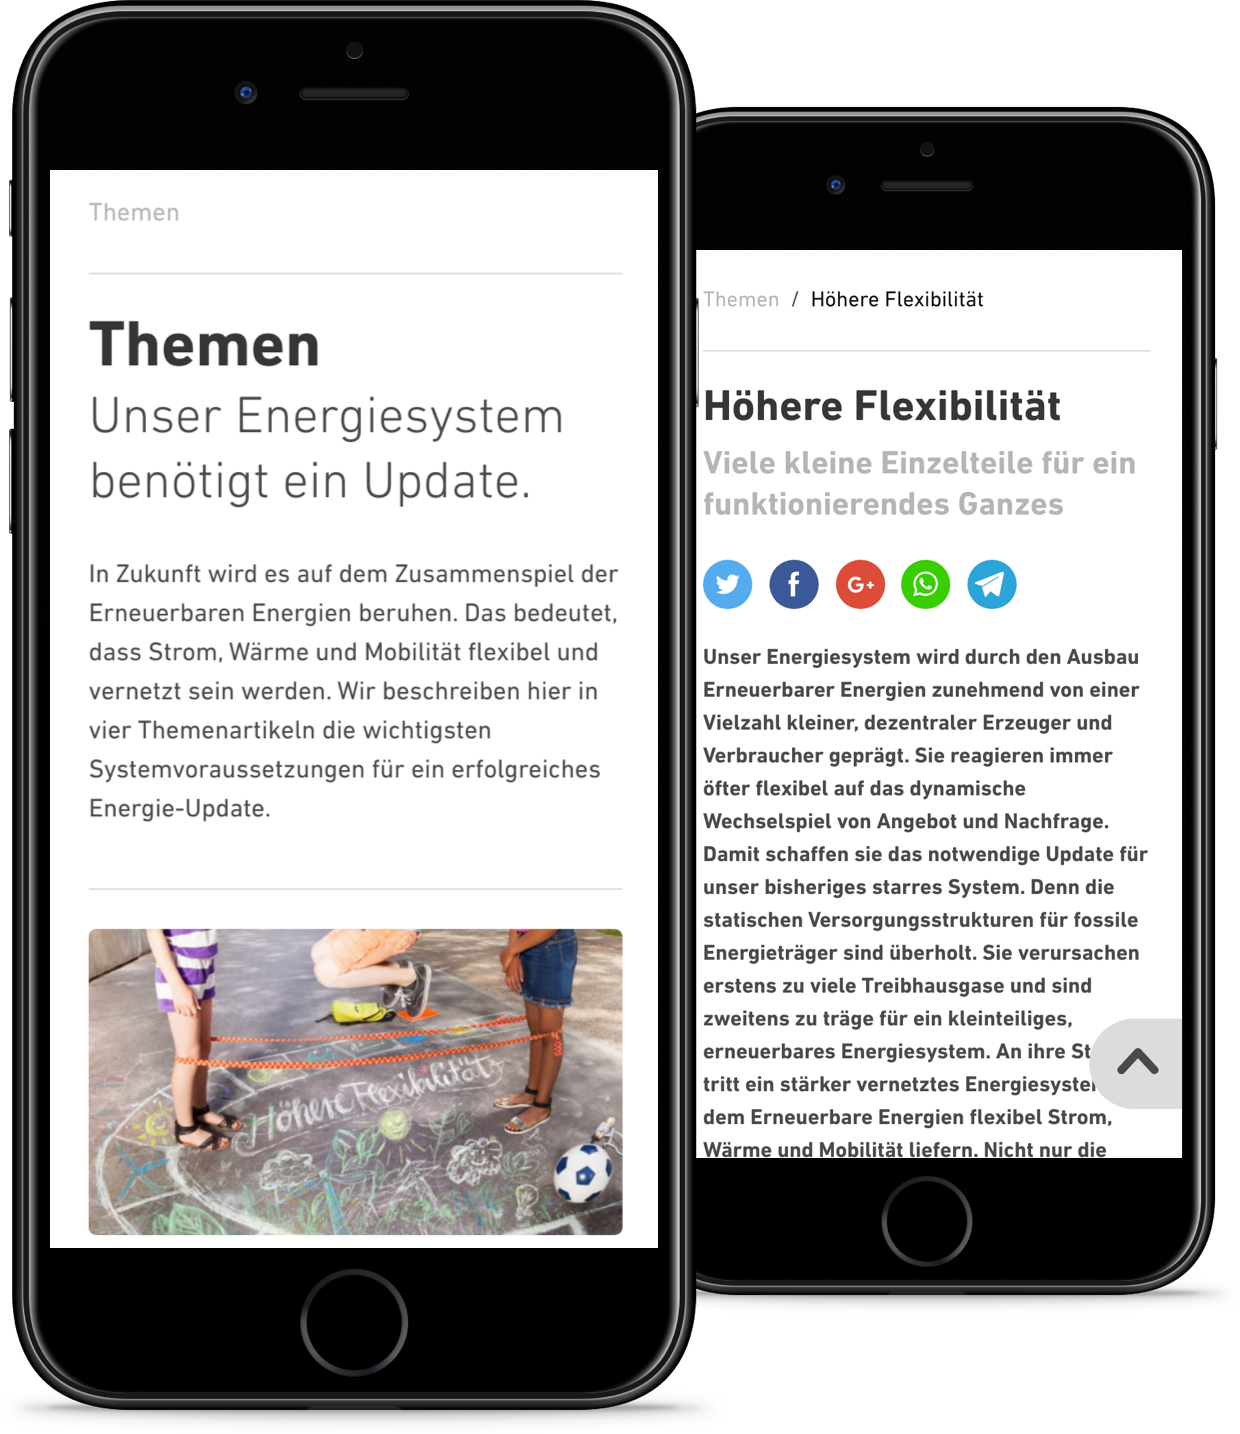 Themen
Themen
Unser Energiesystem
benötigt ein Update.
In Zukunft wird es auf dem Zusammenspiel der
Erneuerbaren Energien beruhen. Das bedeutet,
dass Strom, Wärme und Mobilität flexibel und
vernetzt sein werden. Wir beschreiben hier in
vier Themenartikeln die wichtigsten
Systemvoraussetzungen für ein erfolgreiches
Energie-Update.
Höhere Flexibilität
Themen / Höhere Flexibilität
Höhere Flexibilität
Viele kleine Einzelteile für ein
funktionierendes Ganzes
G+
Unser Energiesystem wird durch den Ausbau
Erneuerbarer Energien zunehmend von einer
Vielzahl kleiner, dezentraler Erzeuger und
Verbraucher geprägt. Sie reagieren immer
öfter flexibel auf das dynamische
Wechselspiel von Angebot und Nachfrage.
Damit schaffen sie das notwendige Update für
unser bisheriges starres System. Denn die
statischen Versorgungsstrukturen für fossile
Energieträger sind überholt. Sie verursachen
erstens zu viele Treibhausgase und sind
zweitens zu träge für ein kleinteiliges,
erneuerbares Energiesystem. An ihre
tritt ein stärker vernetztes
dem Erneuerbare Energien flexibel Strom,
Wärme und Mobilität liefern. Nicht nur die